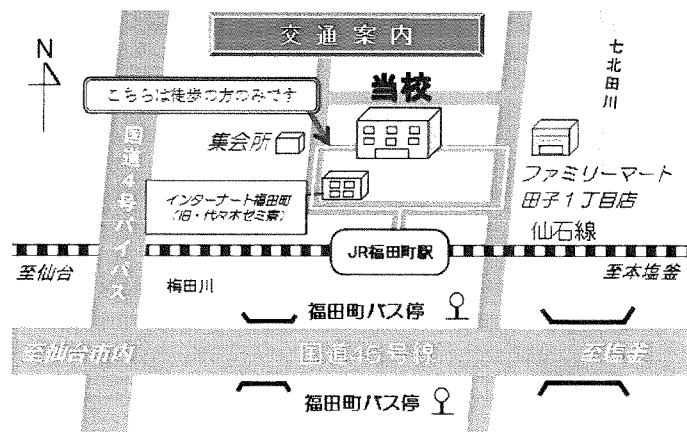 交通案内
N
七北田川
こちらは徒歩の方のみです
当校
国道4号バイパス
集会所
ファミリーマート
田子1丁目店
インターナート福田町
(旧・代々木ゼミ寮)
仙石線
JR福田町駅
至仙台
至本塩釜
梅田川
福田町バス停
至仙台市内
国道45号線
至塩釜
福田町バス停